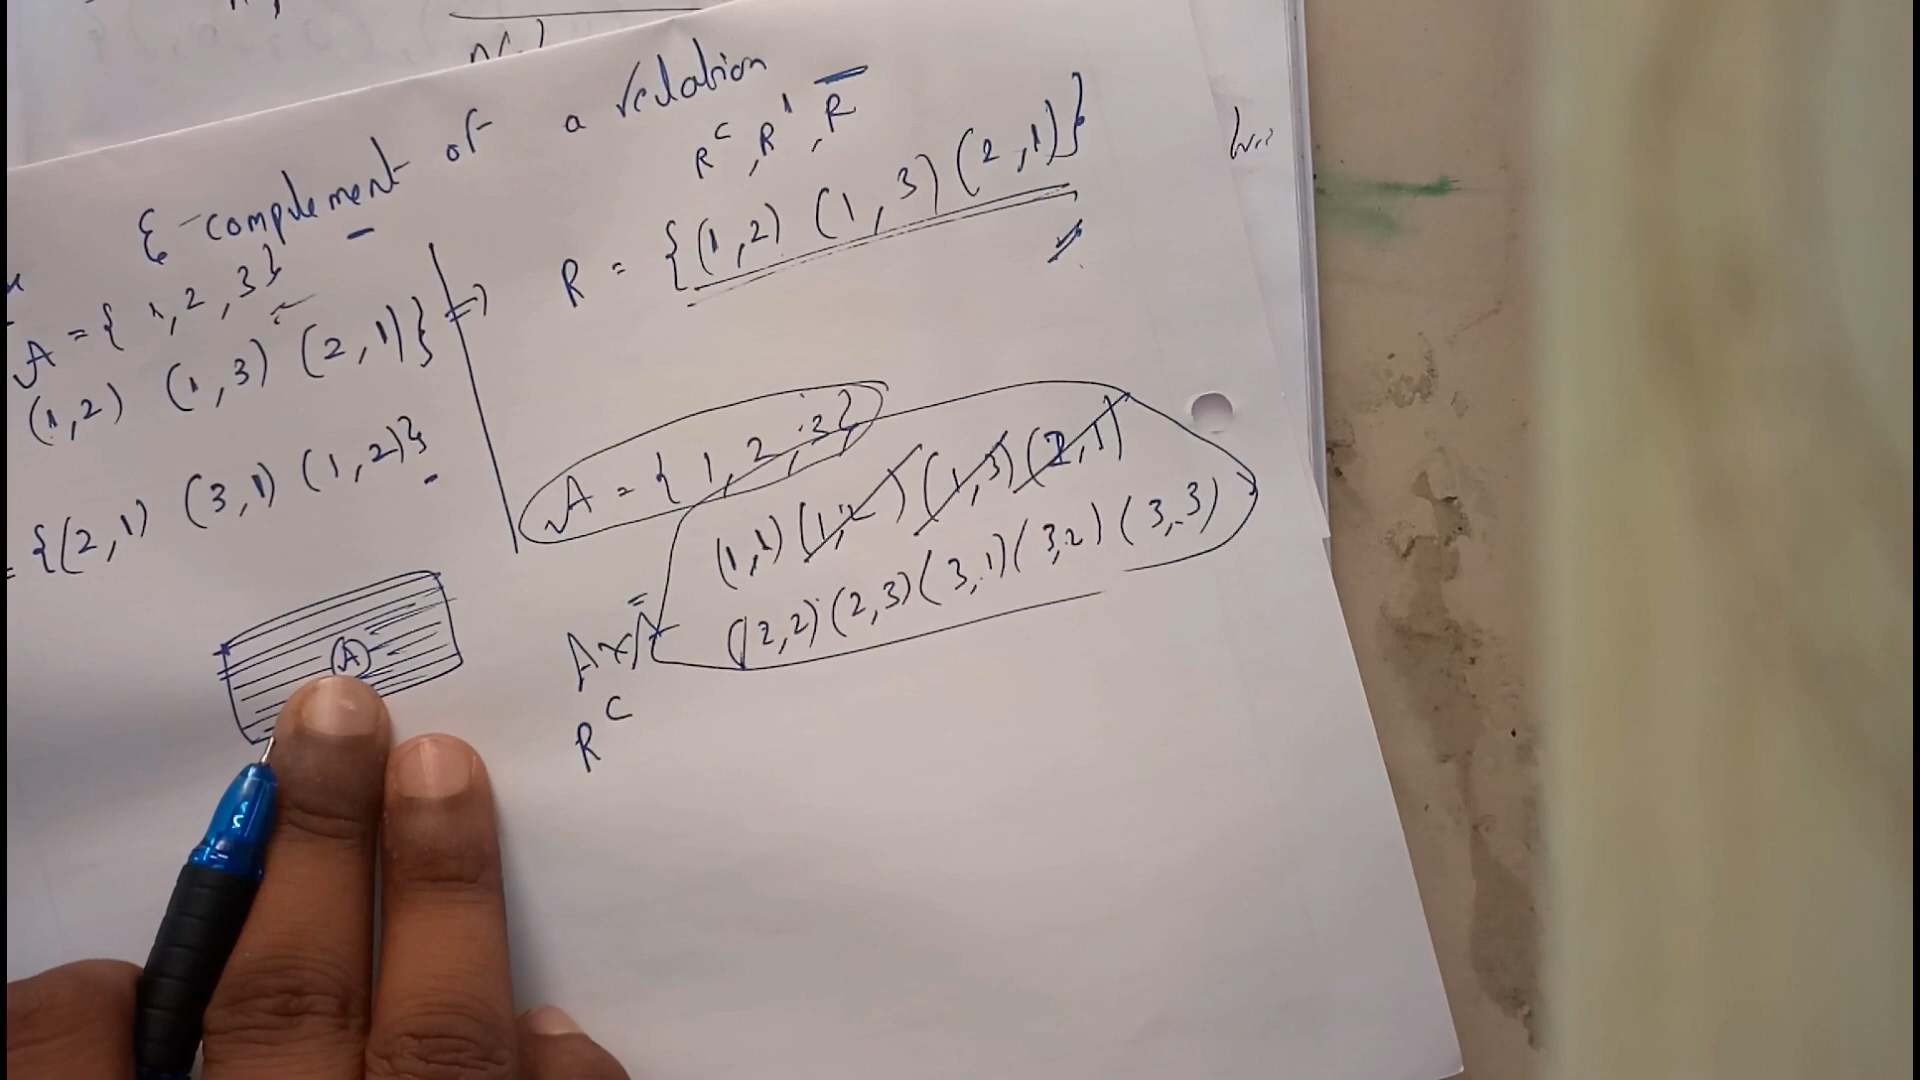 & -complement of a relation
R^C, R^1, R̅
A = { 1, 2, 3}
(1,2) (1,3) (2,1)} => R = {(1,2) (1,3) (2,1)}
= {(2,1) (3,1) (1,2)}
A = { 1, 2, 3}
(1,1) (1,2) (1,3) (2,1)
A×A = (2,2) (2,3) (3,1) (3,2) (3,3)
A
R^C